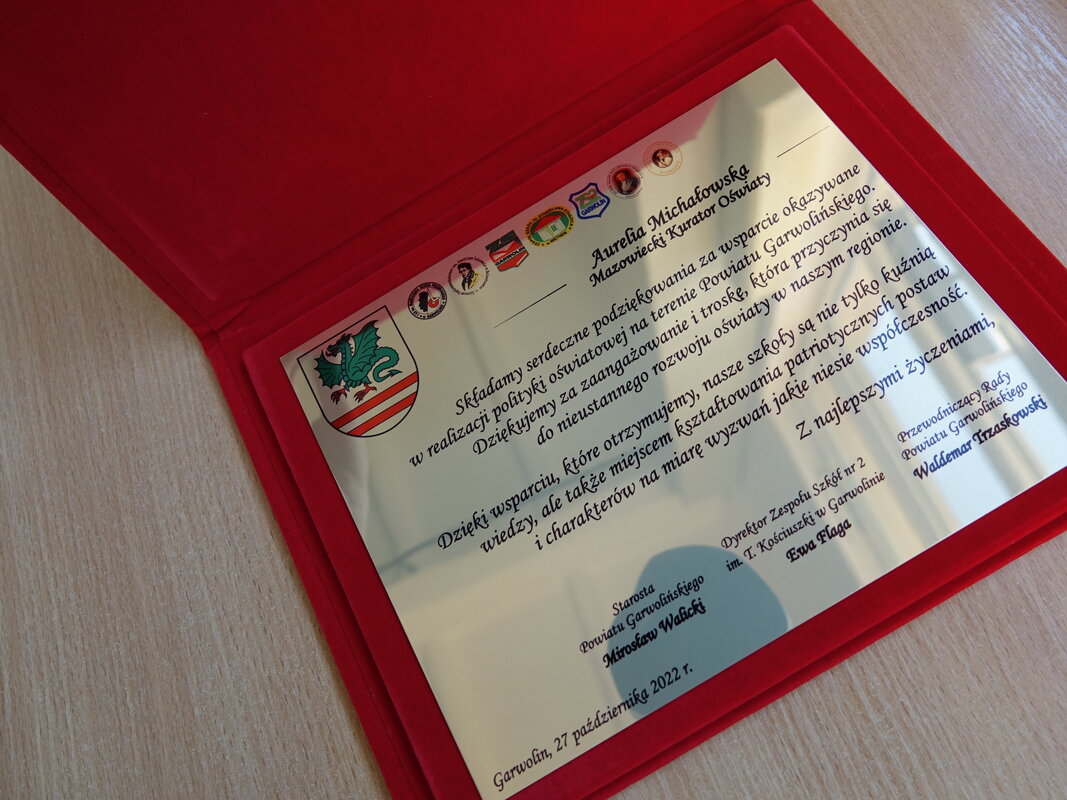 GARWOLIN
GARWOLIN
Aurelia Michałowska
Mazowiecki Kurator Oświaty
Składamy serdeczne podziękowania za wsparcie okazywane
w realizacji polityki oświatowej na terenie Powiatu Garwolińskiego.
Dziękujemy za zaangażowanie i troskę, która przyczynia się
do nieustannego rozwoju oświaty w naszym regionie.
Dzięki wsparciu, które otrzymujemy, nasze szkoły są nie tylko kuźnią
wiedzy, ale także miejscem kształtowania patriotycznych postaw
i charakterów na miarę wyzwań jakie niesie współczesność.
Z najlepszymi życzeniami,
Starosta
Powiatu Garwolińskiego
Mirosław Walicki
Dyrektor Zespołu Szkół nr 2
im. T. Kościuszki w Garwolinie
Ewa Flaga
Przewodniczący Rady
Powiatu Garwolińskiego
Waldemar Trzaskowski
Garwolin, 27 października 2022 r.